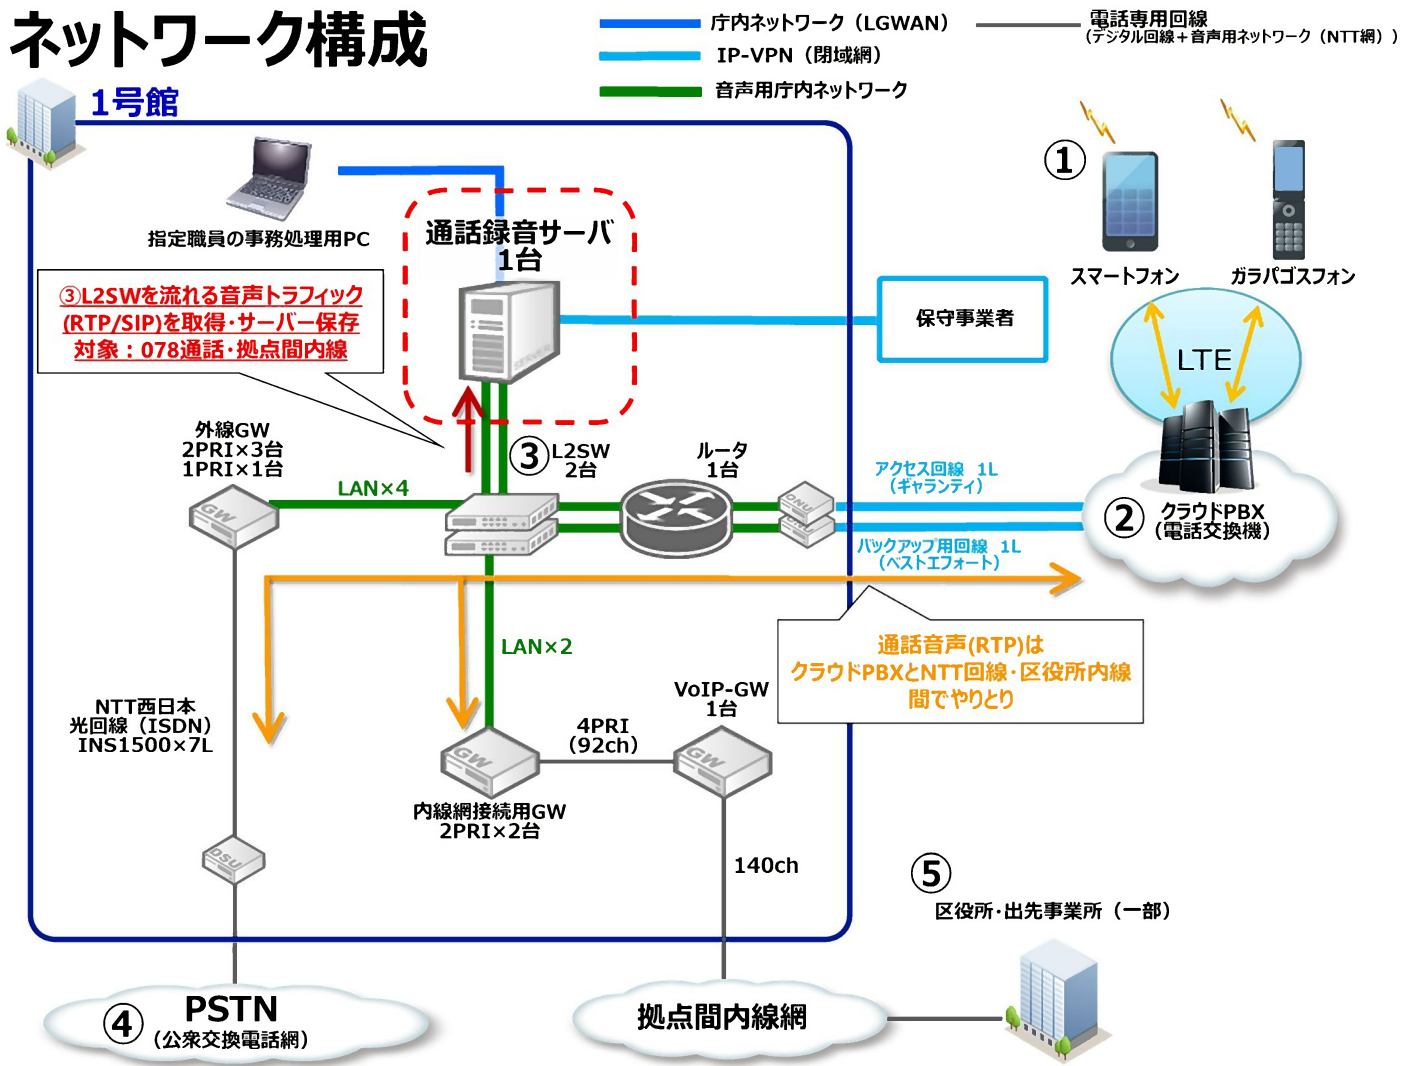 ネットワーク構成
庁内ネットワーク（LGWAN）
IP-VPN（閉域網）
音声用庁内ネットワーク
電話専用回線
（デジタル回線＋音声用ネットワーク（NTT網））
1号館
指定職員の事務処理用PC
通話録音サーバ
1台
③L2SWを流れる音声トラフィック
(RTP/SIP)を取得・サーバー保存
対象：078通話・拠点間内線
保守事業者
①
スマートフォン
ガラパゴスフォン
LTE
外線GW
2PRI×3台
1PRI×1台
GW
LAN×4
③
L2SW
2台
ルータ
1台
ONU
ONU
アクセス回線 1L
（ギャランティ）
バックアップ用回線 1L
（ベストエフォート）
②
クラウドPBX
（電話交換機）
通話音声(RTP)は
クラウドPBXとNTT回線・区役所内線
間でやりとり
LAN×2
NTT西日本
光回線（ISDN）
INS1500×7L
GW
内線網接続用GW
2PRI×2台
4PRI
（92ch）
VoIP-GW
1台
GW
DSU
140ch
⑤
区役所・出先事業所（一部）
④
PSTN
（公衆交換電話網）
拠点間内線網